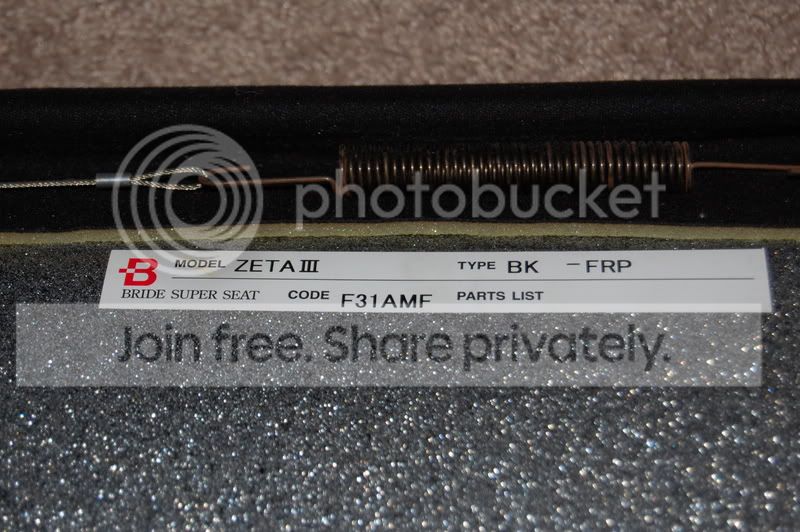 photobucket
B MODEL ZETA III TYPE BK -FRP
BRIDE SUPER SEAT CODE F31AMF PARTS LIST
Join free. Share privately.